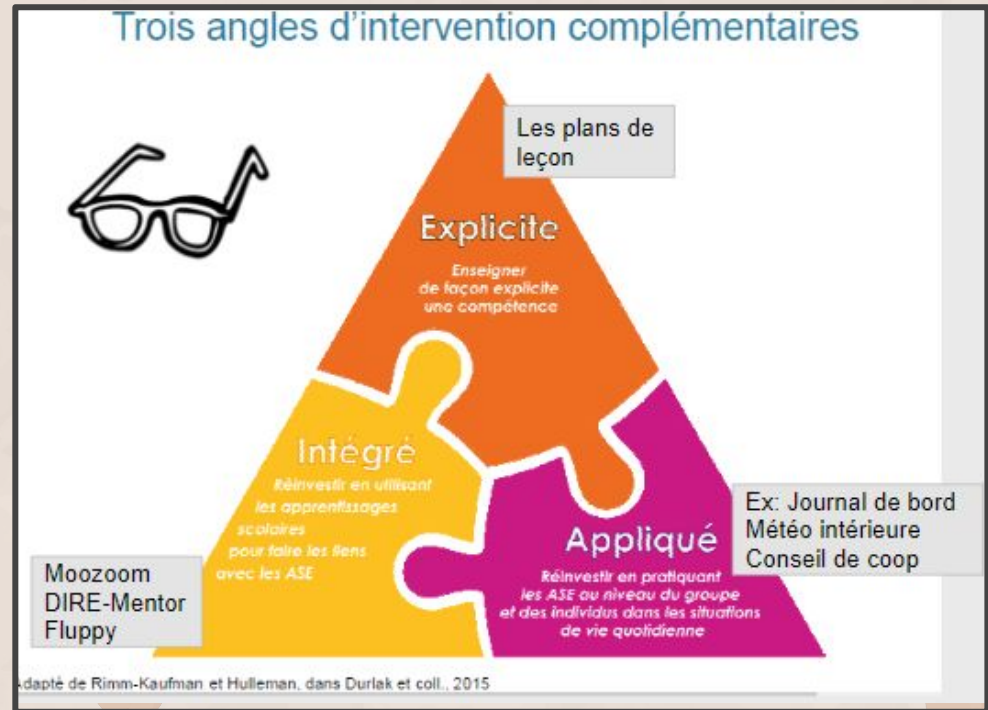 Trois angles d'intervention complémentaires
Les plans de
leçon
Explicite
Enseigner
de façon explicite
une compétence
Intégré
Réinvestir en utilisant
les apprentissages
scolaires
pour faire les liens
avec les ASE
Moozoom
DIRE-Mentor
Fluppy
Appliqué
Réinvestir en pratiquant
les ASE au niveau du groupe
et des individus dans les situations
de vie quotidienne
Ex: Journal de bord
Météo intérieure
Conseil de coop
dapté de Rimm-Kaufman et Hulleman, dans Durlak et coll., 2015